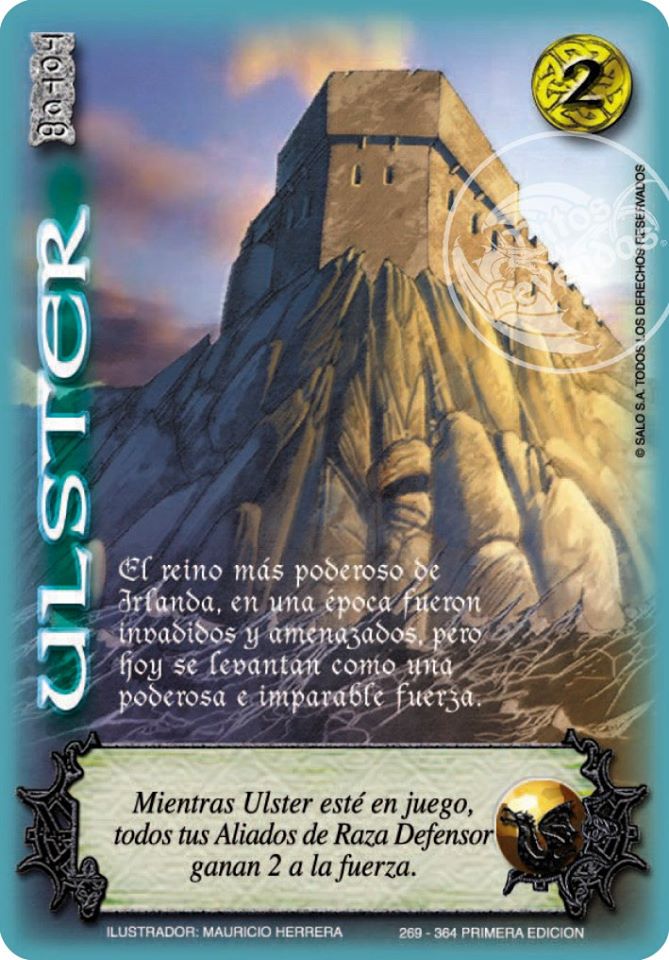 2
ULSTER
© SALO S.A. TODOS LOS DERECHOS RESERVADOS
El reino más poderoso de
Irlanda, en una época fueron
invadidos y amenazados, pero
hoy se levantan como una
poderosa e imparable fuerza.
Mientras Ulster esté en juego,
todos tus Aliados de Raza Defensor
ganan 2 a la fuerza.
ILUSTRADOR: MAURICIO HERRERA
269 - 364 PRIMERA EDICION